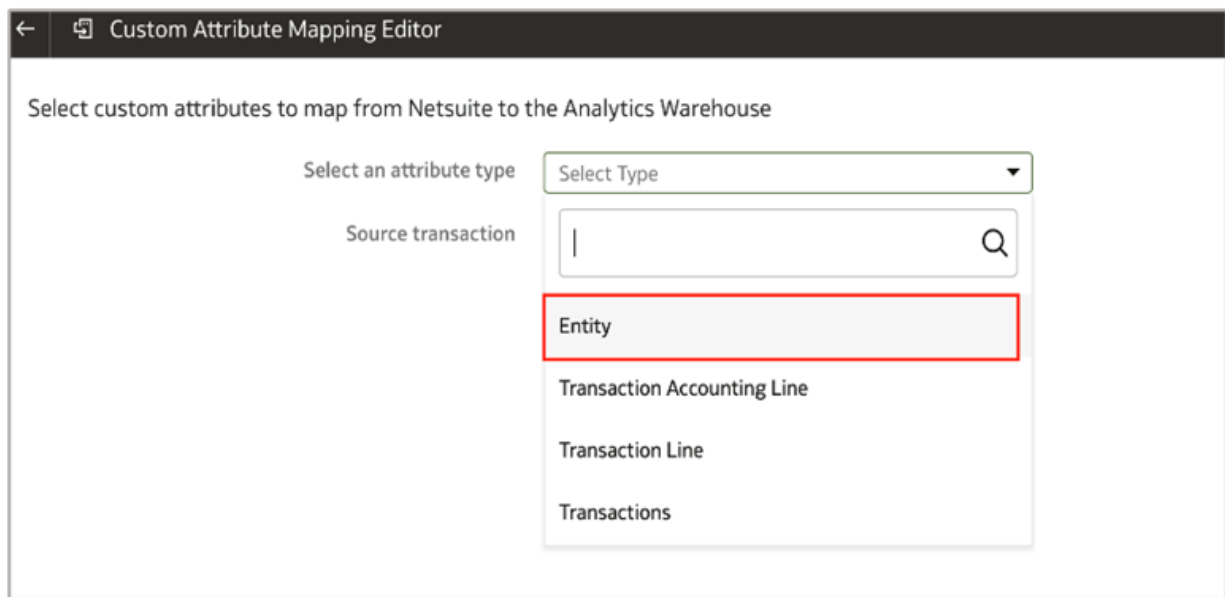 Custom Attribute Mapping Editor
Select custom attributes to map from Netsuite to the Analytics Warehouse
Select an attribute type
Select Type
Source transaction
Entity
Transaction Accounting Line
Transaction Line
Transactions